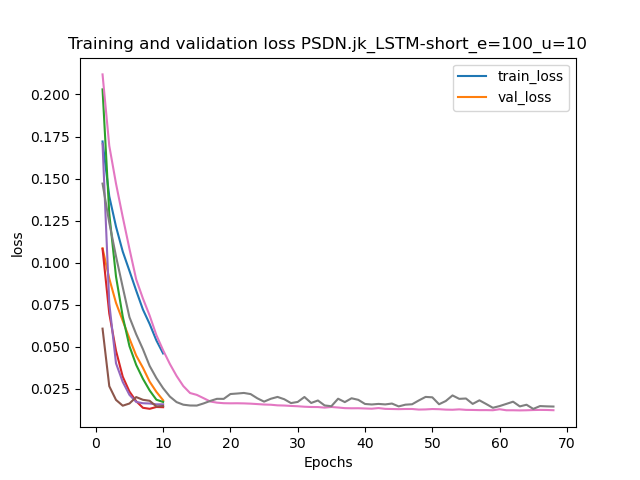 Training and validation loss PSDN.jk_LSTM-short_e=100_u=10
train_loss
val_loss
0.200
0.175
0.150
0.125
0.100
0.075
0.050
0.025
loss
0 10 20 30 40 50 60 70
Epochs